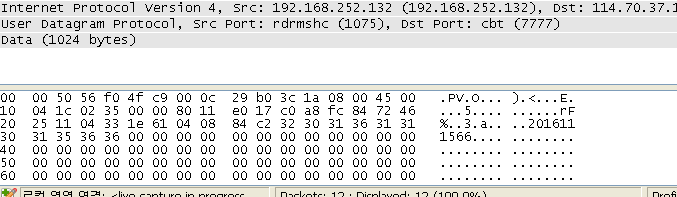 Internet Protocol Version 4, Src: 192.168.252.132 (192.168.252.132), Dst: 114.70.37.1
User Datagram Protocol, Src Port: rdrmshc (1075), Dst Port: cbt (7777)
Data (1024 bytes)
00 00 50 56 f0 4f c9 00 0c 29 b0 3c 1a 08 00 45 00 .PV.O... ).<...E.
10 04 1c 02 35 00 00 80 11 e0 17 c0 a8 fc 84 72 46 ...5.... ......rF
20 25 11 04 33 1e 61 04 08 84 c2 32 30 31 36 31 31 %..3.a.. ..201611
30 31 35 36 36 00 00 00 00 00 00 00 00 00 00 00 00 1566.... ........
40 00 00 00 00 00 00 00 00 00 00 00 00 00 00 00 00 ........ ........
50 00 00 00 00 00 00 00 00 00 00 00 00 00 00 00 00 ........ ........
60 00 00 00 00 00 00 00 00 00 00 00 00 00 00 00 00 ........ ........
로컬 영역 연결: <live capture in progress Packets: 12 Displayed: 12 (100.0%) Profi